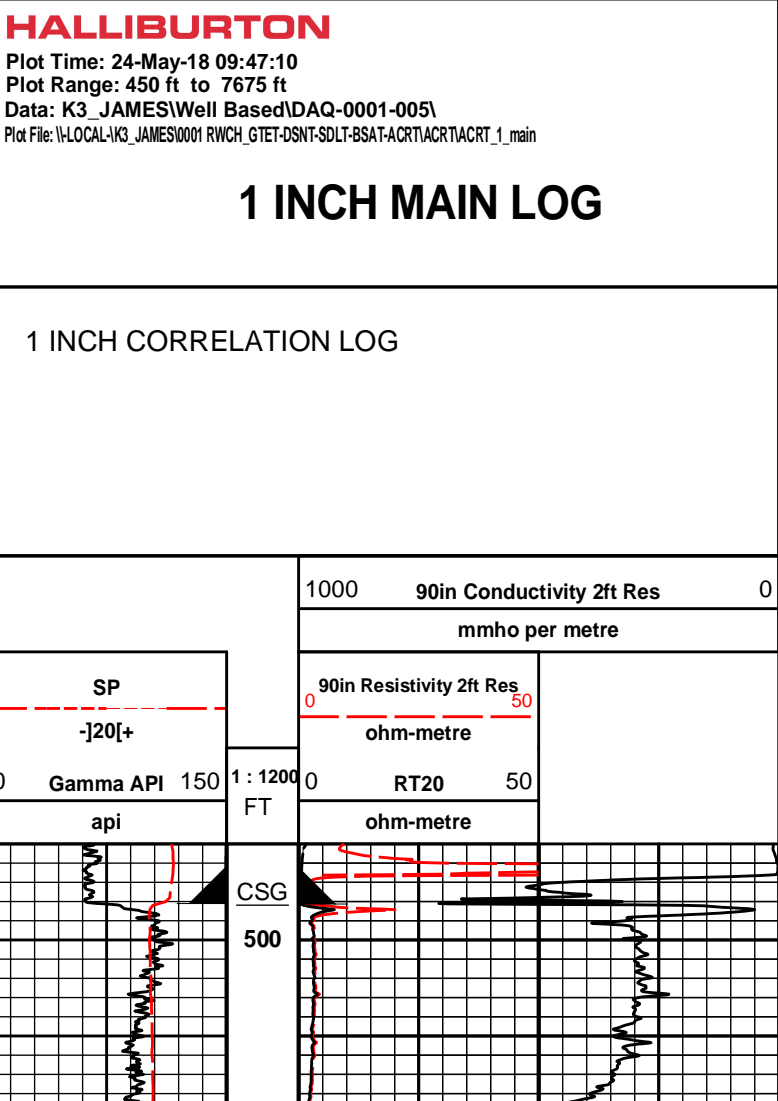 HALLIBURTON
Plot Time: 24-May-18 09:47:10
Plot Range: 450 ft to 7675 ft
Data: K3_JAMES\Well Based\DAQ-0001-005\
Plot File: \\-LOCAL-\K3_JAMES\0001 RWCH_GTET-DSNT-SDLT-BSAT-ACRT\ACRT\ACRT_1_main
1 INCH MAIN LOG
1 INCH CORRELATION LOG
1000 90in Conductivity 2ft Res 0
mmho per metre
SP
-]20[+
90in Resistivity 2ft Res
0 50
ohm-metre
0 Gamma API 150
api
1 : 1200
FT
0 RT20 50
ohm-metre
CSG
500